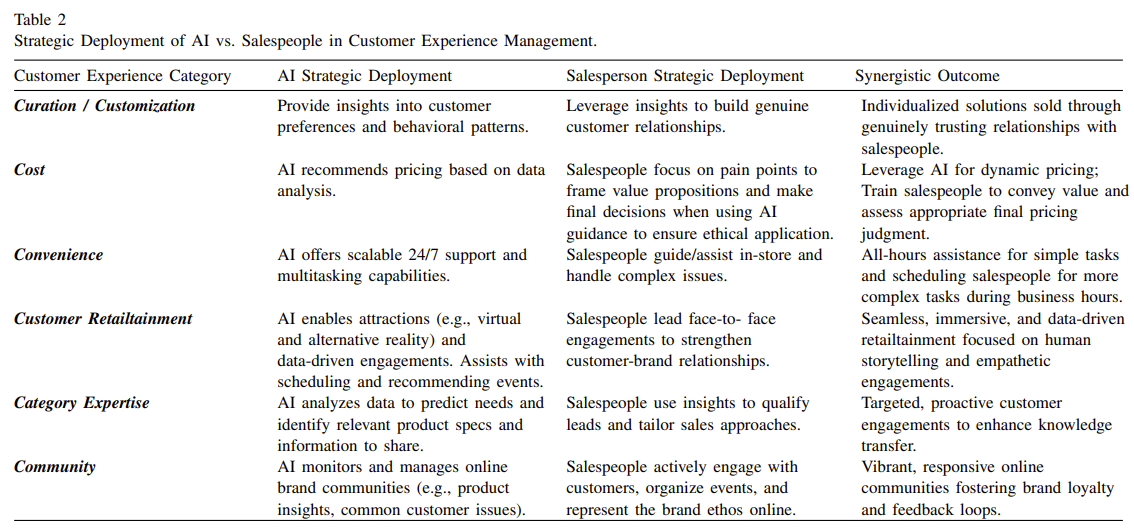 Table 2
Strategic Deployment of AI vs. Salespeople in Customer Experience Management.
Customer Experience Category AI Strategic Deployment Salesperson Strategic Deployment Synergistic Outcome
Curation / Customization Provide insights into customer Leverage insights to build genuine Individualized solutions sold through
preferences and behavioral patterns. customer relationships. genuinely trusting relationships with
salespeople.
Cost AI recommends pricing based on data Salespeople focus on pain points to Leverage AI for dynamic pricing;
analysis. frame value propositions and make Train salespeople to convey value and
final decisions when using AI assess appropriate final pricing
guidance to ensure ethical application. judgment.
Convenience AI offers scalable 24/7 support and Salespeople guide/assist in-store and All-hours assistance for simple tasks
multitasking capabilities. handle complex issues. and scheduling salespeople for more
complex tasks during business hours.
Customer Retailtainment AI enables attractions (e.g., virtual Salespeople lead face-to- face Seamless, immersive, and data-driven
and alternative reality) and engagements to strengthen retailtainment focused on human
data-driven engagements. Assists with customer-brand relationships. storytelling and empathetic
scheduling and recommending events. engagements.
Category Expertise AI analyzes data to predict needs and Salespeople use insights to qualify Targeted, proactive customer
identify relevant product specs and leads and tailor sales approaches. engagements to enhance knowledge
information to share. transfer.
Community AI monitors and manages online Salespeople actively engage with Vibrant, responsive online
brand communities (e.g., product customers, organize events, and communities fostering brand loyalty
insights, common customer issues). represent the brand ethos online. and feedback loops.